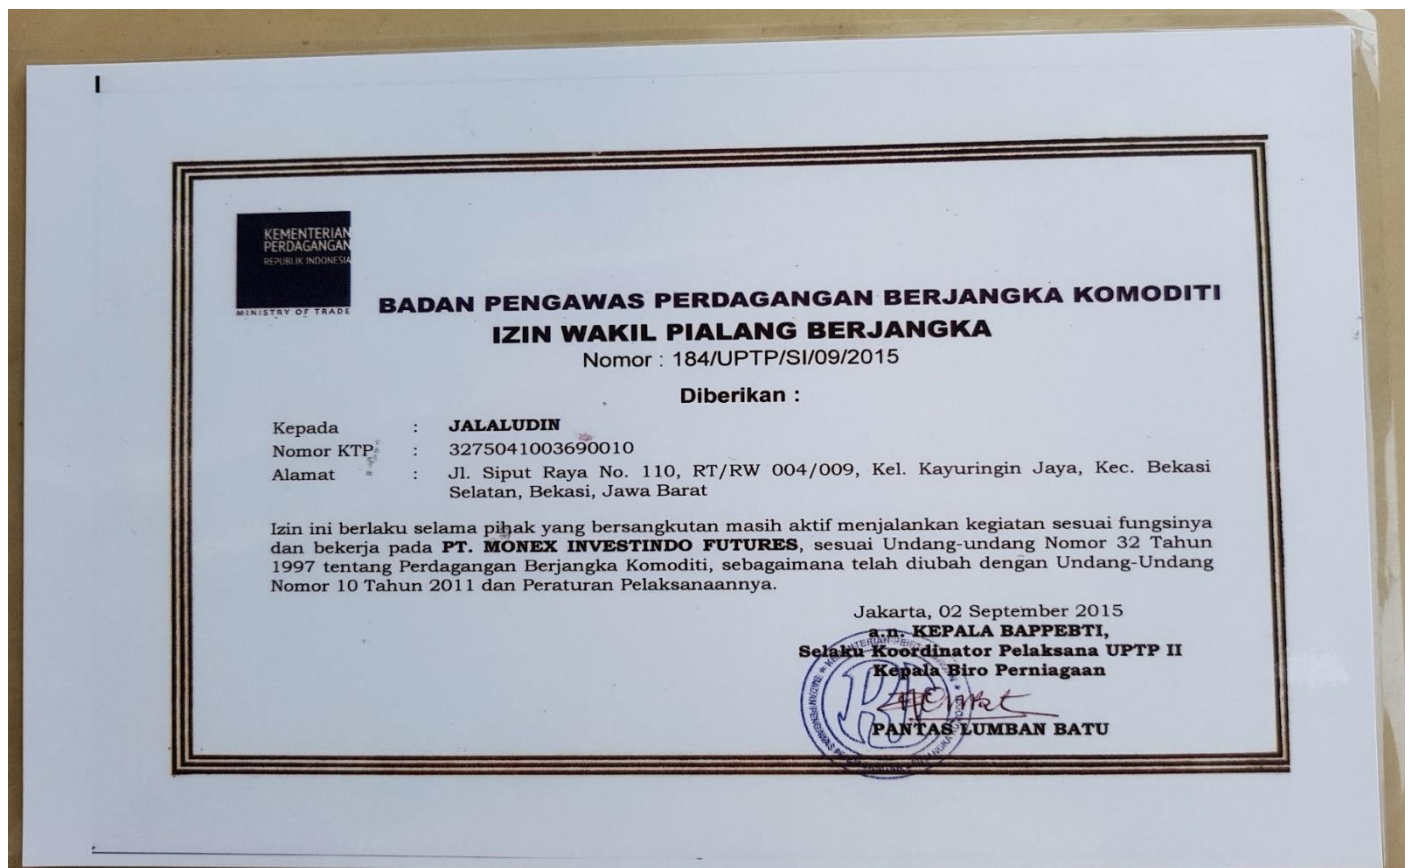 KEMENTERIAN
PERDAGANGAN
REPUBLIK INDONESIA
MINISTRY OF TRADE
BADAN PENGAWAS PERDAGANGAN BERJANGKA KOMODITI
IZIN WAKIL PIALANG BERJANGKA
Nomor : 184/UPTP/SI/09/2015
Diberikan :
Kepada : JALALUDIN
Nomor KTP : 3275041003690010
Alamat : Jl. Siput Raya No. 110, RT/RW 004/009, Kel. Kayuringin Jaya, Kec. Bekasi
Selatan, Bekasi, Jawa Barat
Izin ini berlaku selama pihak yang bersangkutan masih aktif menjalankan kegiatan sesuai fungsinya
dan bekerja pada PT. MONEX INVESTINDO FUTURES, sesuai Undang-undang Nomor 32 Tahun
1997 tentang Perdagangan Berjangka Komoditi, sebagaimana telah diubah dengan Undang-Undang
Nomor 10 Tahun 2011 dan Peraturan Pelaksanaannya.
Jakarta, 02 September 2015
a.n. KEPALA BAPPEBTI,
Selaku Koordinator Pelaksana UPTP II
Kepala Biro Perniagaan
PANTAS LUMBAN BATU